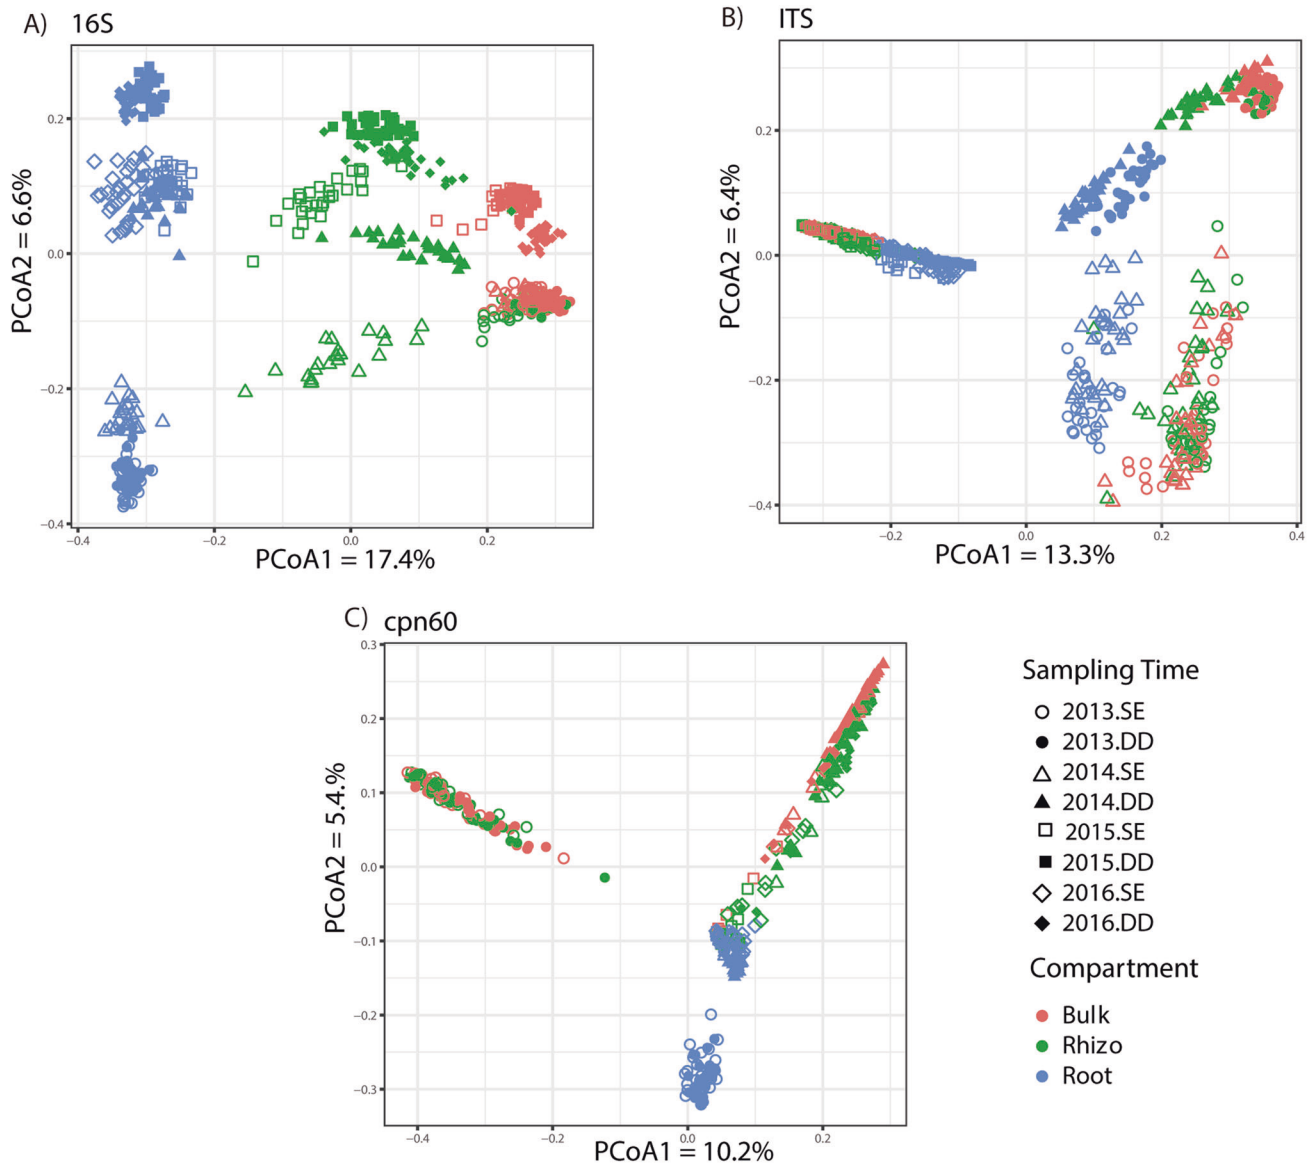 A) 16S
0.2
0.0
−0.2
−0.4
−0.4 −0.2 0.0 0.2
PCoA2 = 6.6%
PCoA1 = 17.4%
B) ITS
0.2
0.0
−0.2
−0.4
−0.2 0.0 0.2 0.4
PCoA2 = 6.4%
PCoA1 = 13.3%
C) cpn60
0.3
0.2
0.1
0.0
−0.1
−0.2
−0.3
−0.4 −0.2 0.0 0.2
PCoA2 = 5.4.%
PCoA1 = 10.2%
Sampling Time
2013.SE
2013.DD
2014.SE
2014.DD
2015.SE
2015.DD
2016.SE
2016.DD
Compartment
Bulk
Rhizo
Root